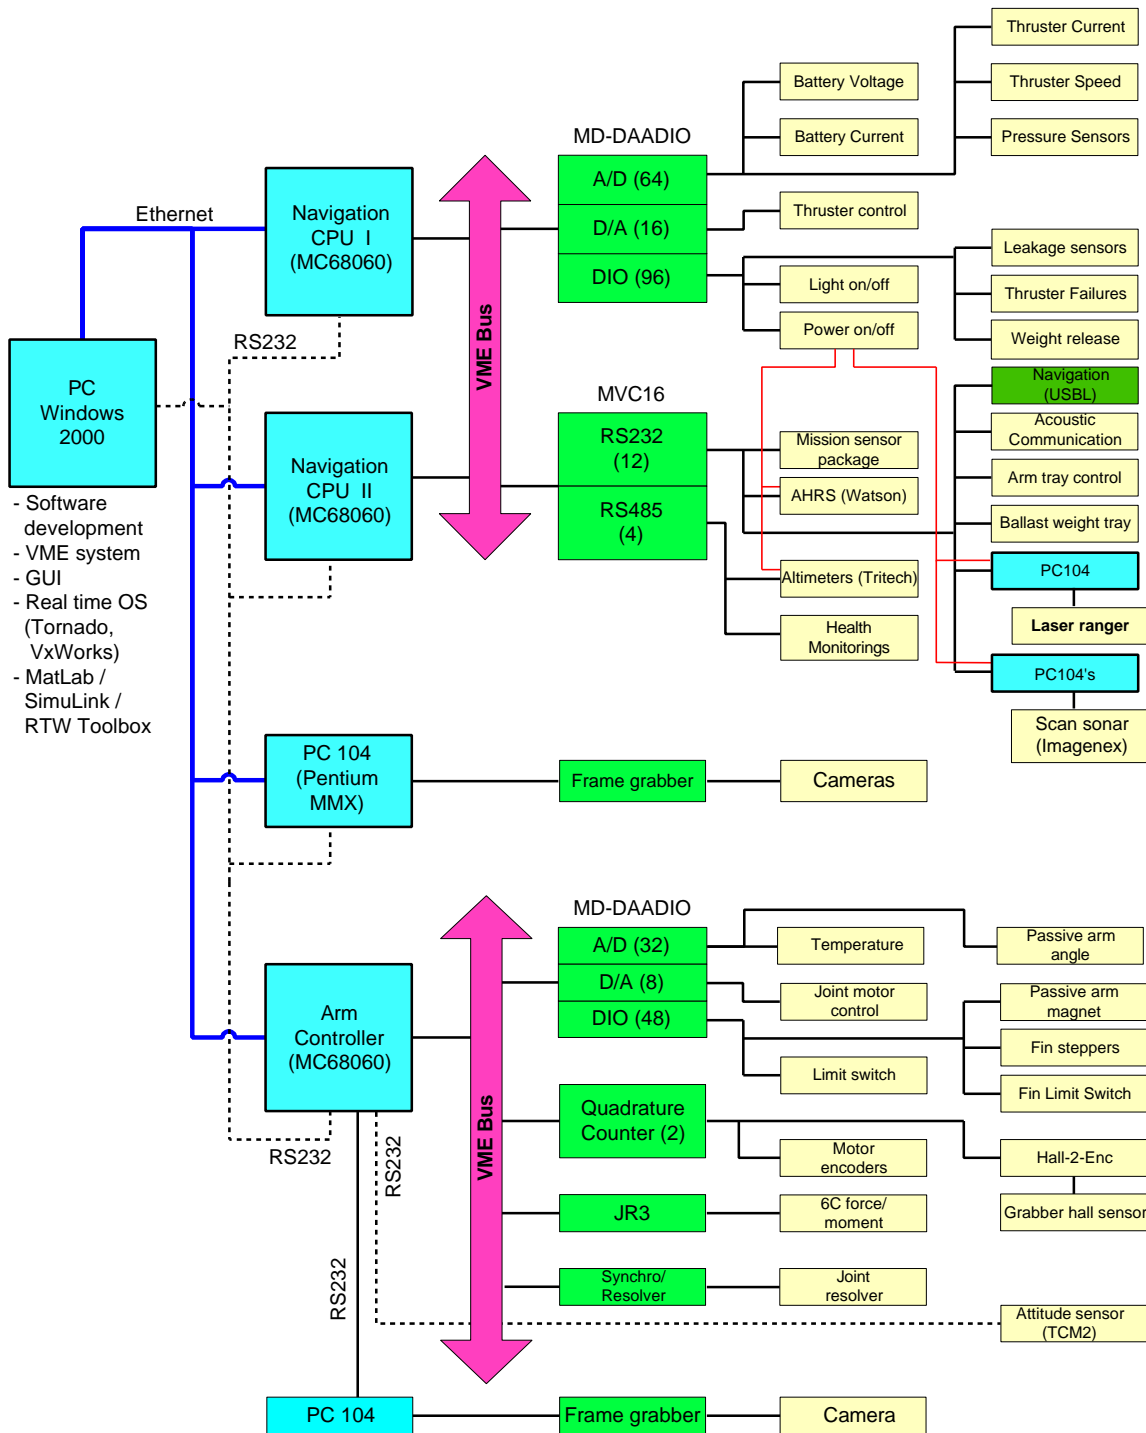 Thruster Current
Battery Voltage
Thruster Speed
MD-DAADIO
Battery Current
Pressure Sensors
A/D (64)
Ethernet
Navigation
CPU I
(MC68060)
D/A (16)
Thruster control
DIO (96)
Light on/off
Leakage sensors
Thruster Failures
Power on/off
Weight release
RS232
VME Bus
PC
Windows
2000
MVC16
Navigation
(USBL)
RS232
(12)
Mission sensor
package
Acoustic
Communication
Navigation
CPU II
(MC68060)
AHRS (Watson)
Arm tray control
RS485
(4)
Ballast weight tray
- Software
development
- VME system
- GUI
- Real time OS
(Tornado,
VxWorks)
- MatLab /
SimuLink /
RTW Toolbox
Altimeters (Tritech)
PC104
Health
Monitorings
Laser ranger
PC104's
Scan sonar
(Imagenex)
PC 104
(Pentium
MMX)
Frame grabber
Cameras
MD-DAADIO
A/D (32)
Temperature
Passive arm
angle
D/A (8)
Joint motor
control
Passive arm
magnet
Arm
Controller
(MC68060)
DIO (48)
Fin steppers
Limit switch
Fin Limit Switch
VME Bus
Quadrature
Counter (2)
Motor
encoders
Hall-2-Enc
RS232
RS232
Grabber hall sensor
JR3
6C force/
moment
RS232
Synchro/
Resolver
Joint
resolver
Attitude sensor
(TCM2)
PC 104
Frame grabber
Camera